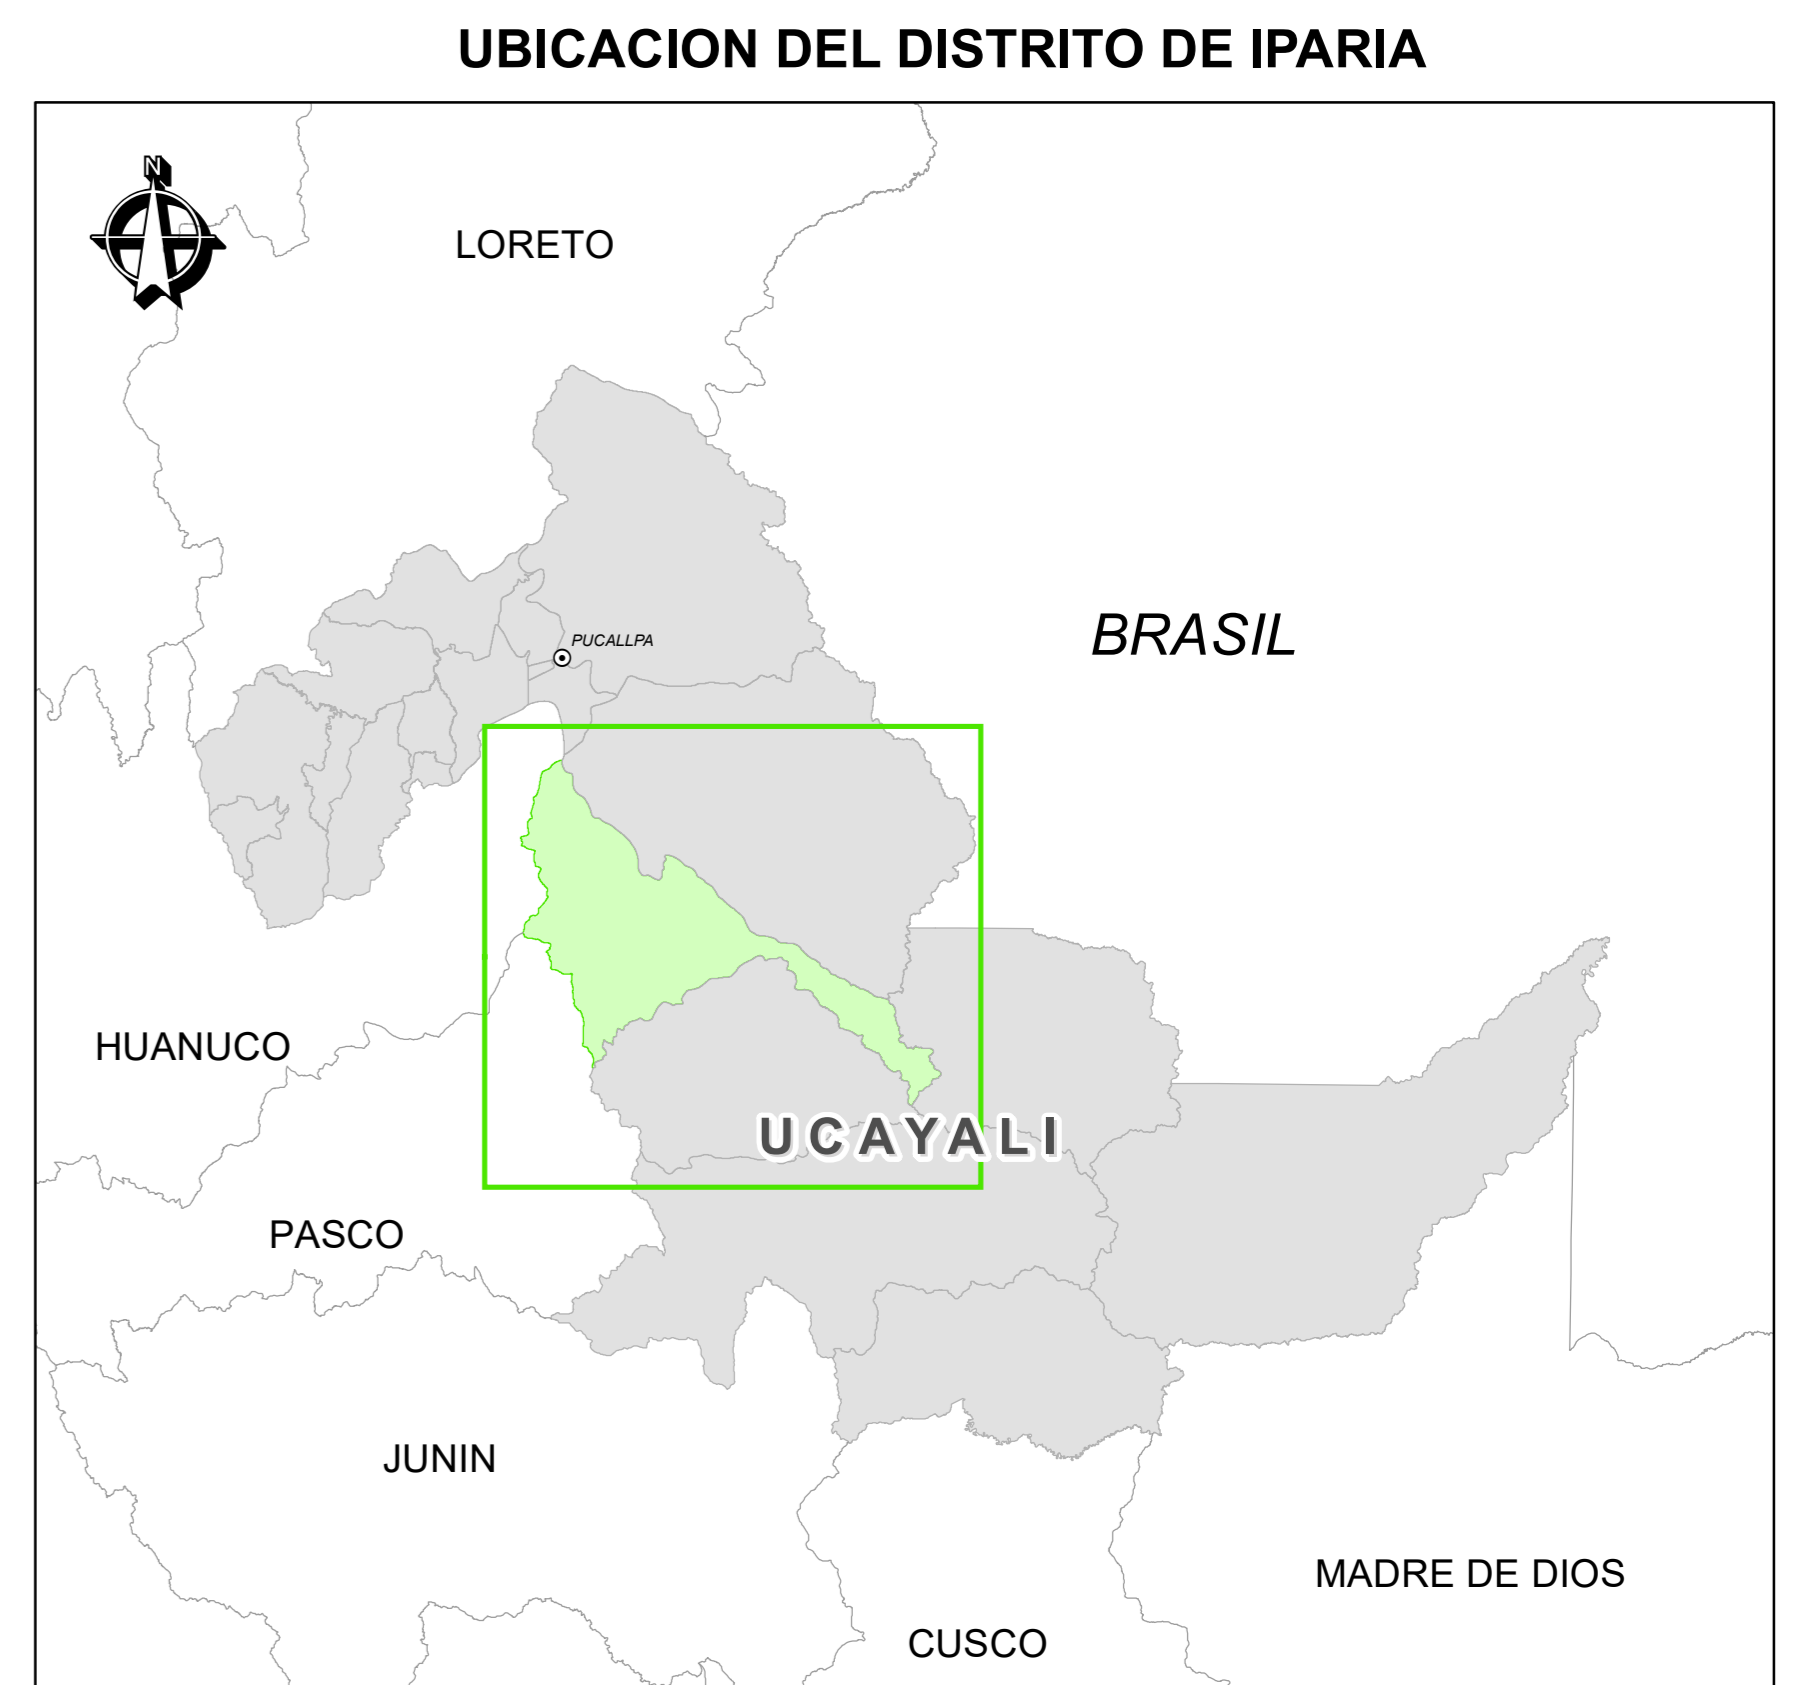 UBICACION DEL DISTRITO DE IPARIA
N
LORETO
BRASIL
PUCALLPA
HUANUCO
UCAYALI
PASCO
JUNIN
MADRE DE DIOS
CUSCO